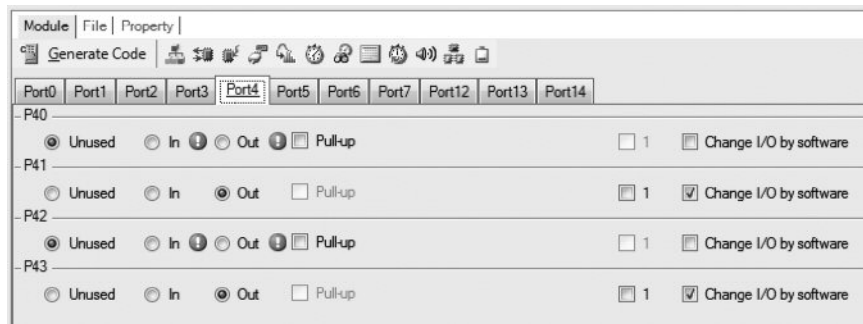 Module File Property
Generate Code
Port0 Port1 Port2 Port3 Port4 Port5 Port6 Port7 Port12 Port13 Port14
P40
Unused In Out Pull-up 1 Change I/O by software
P41
Unused In Out Pull-up 1 Change I/O by software
P42
Unused In Out Pull-up 1 Change I/O by software
P43
Unused In Out Pull-up 1 Change I/O by software